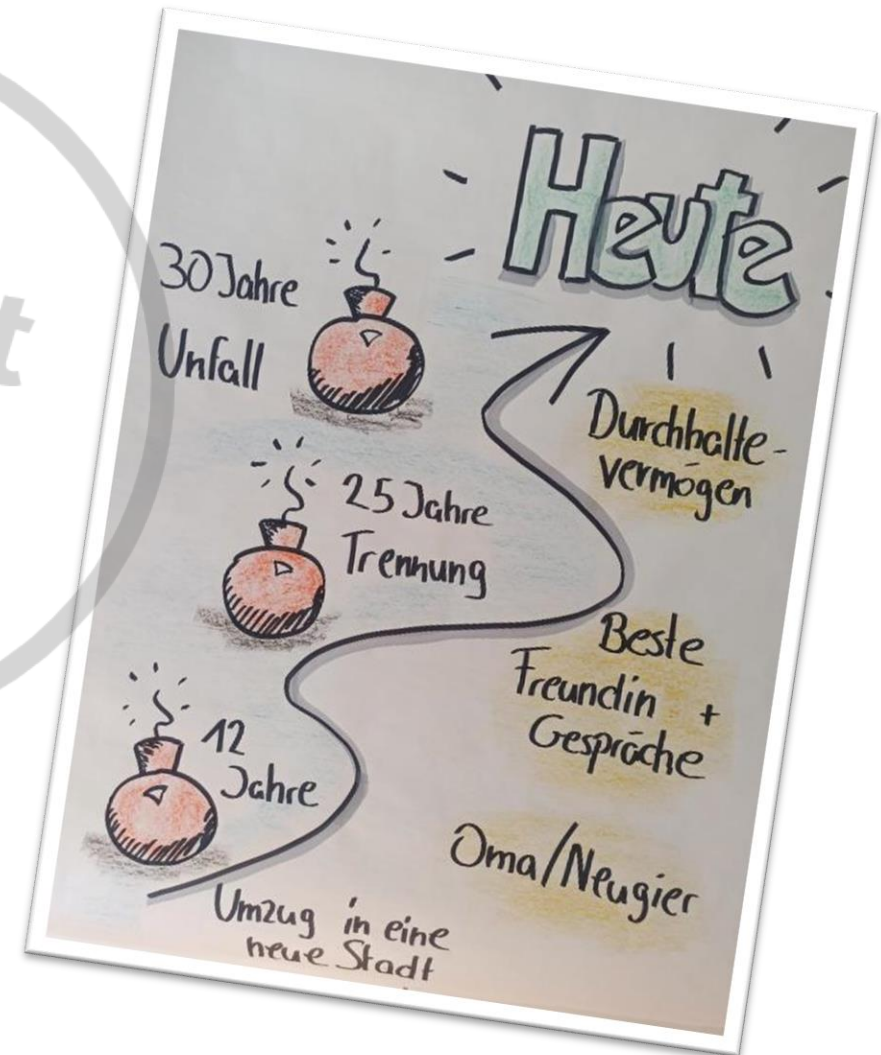 Heute
30 Jahre
Unfall
Durchhalte-
vermögen
25 Jahre
Trennung
Beste
Freundin +
Gespräche
12
Jahre
Oma/Neugier
Umzug in eine
neue Stadt